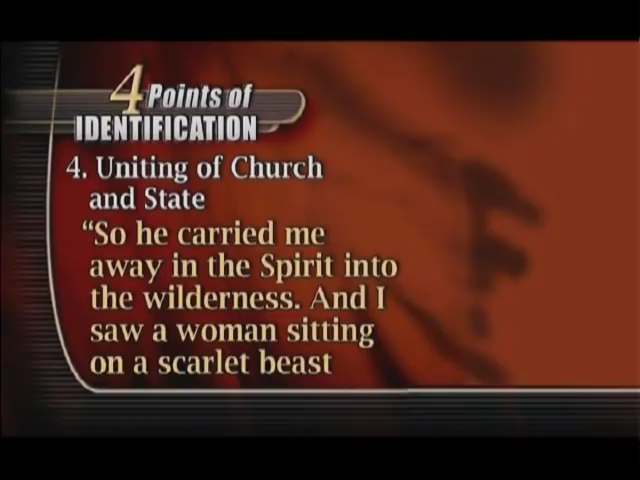 4 Points of
IDENTIFICATION
4. Uniting of Church
and State
“So he carried me
away in the Spirit into
the wilderness. And I
saw a woman sitting
on a scarlet beast